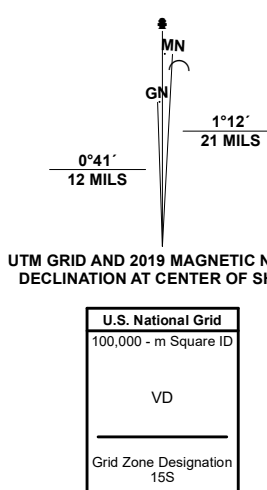 MN
GN
1°12´
21 MILS
0°41´
12 MILS
UTM GRID AND 2019 MAGNETIC
DECLINATION AT CENTER OF
U.S. National Grid
100,000 - m Square ID
VD
Grid Zone Designation
15S